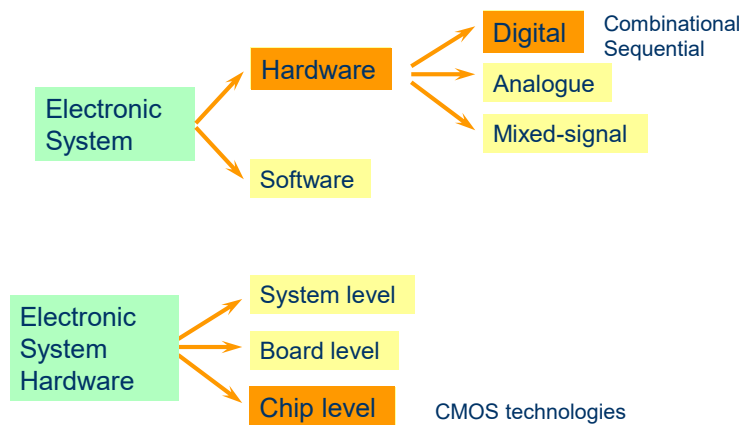 Digital
Combinational
Sequential
Hardware
Analogue
Electronic
System
Mixed-signal
Software
System level
Electronic
System
Hardware
Board level
Chip level
CMOS technologies